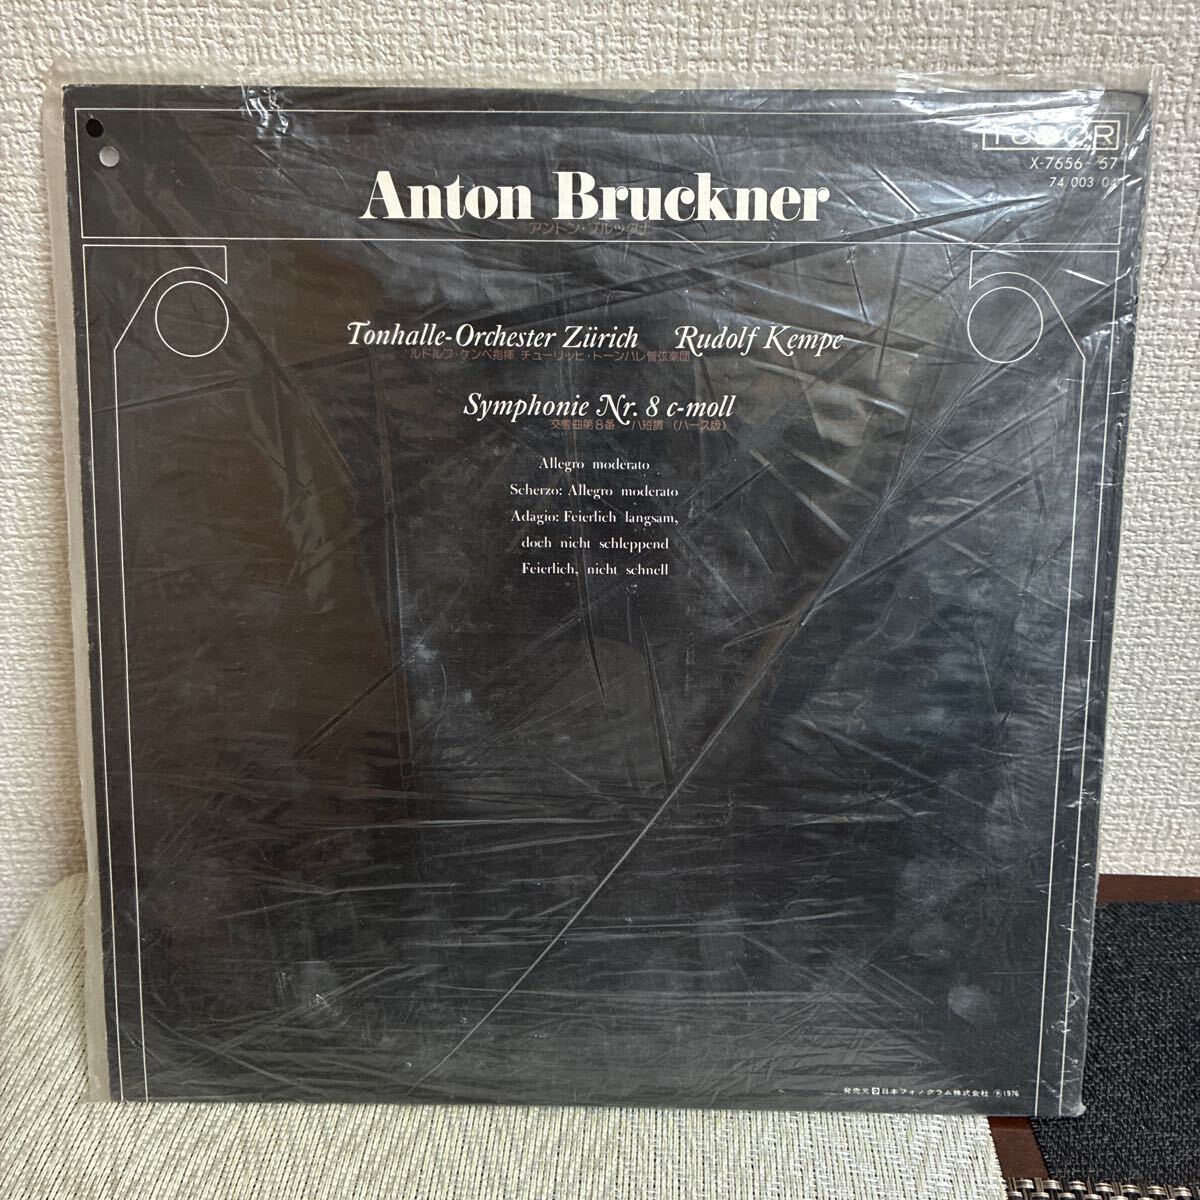 TUDOR
X-7656-57
74 003 04
Anton Bruckner
アントン・ブルックナー
Tonhalle-Orchester Zürich Rudolf Kempe
ルドルフ・ケンペ指揮 チューリッヒ・トーンハレ管弦楽団
Symphonie Nr. 8 c-moll
交響曲第8番 ハ短調 (ハース版)
Allegro moderato
Scherzo: Allegro moderato
Adagio: Feierlich langsam,
doch nicht schleppend
Feierlich, nicht schnell
発売元 日本フォノグラム株式会社 ℗1976